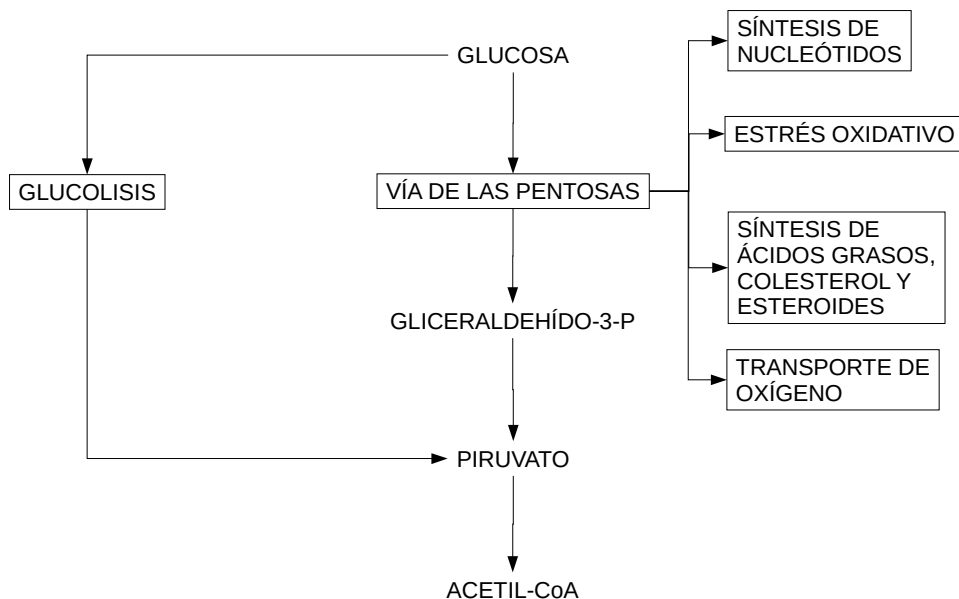 GLUCOSA
GLUCOLISIS
VÍA DE LAS PENTOSAS
GLICERALDEHÍDO-3-P
PIRUVATO
ACETIL-CoA
SÍNTESIS DE
NUCLEÓTIDOS
ESTRÉS OXIDATIVO
SÍNTESIS DE
ÁCIDOS GRASOS,
COLESTEROL Y
ESTEROIDES
TRANSPORTE DE
OXÍGENO